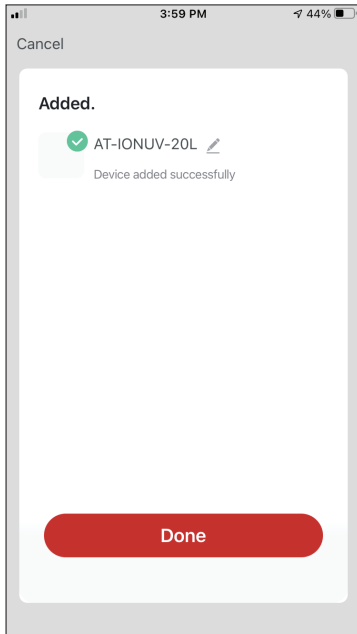 3:59 PM
44%
Cancel
Added.
AT-IONUV-20L
Device added successfully
Done